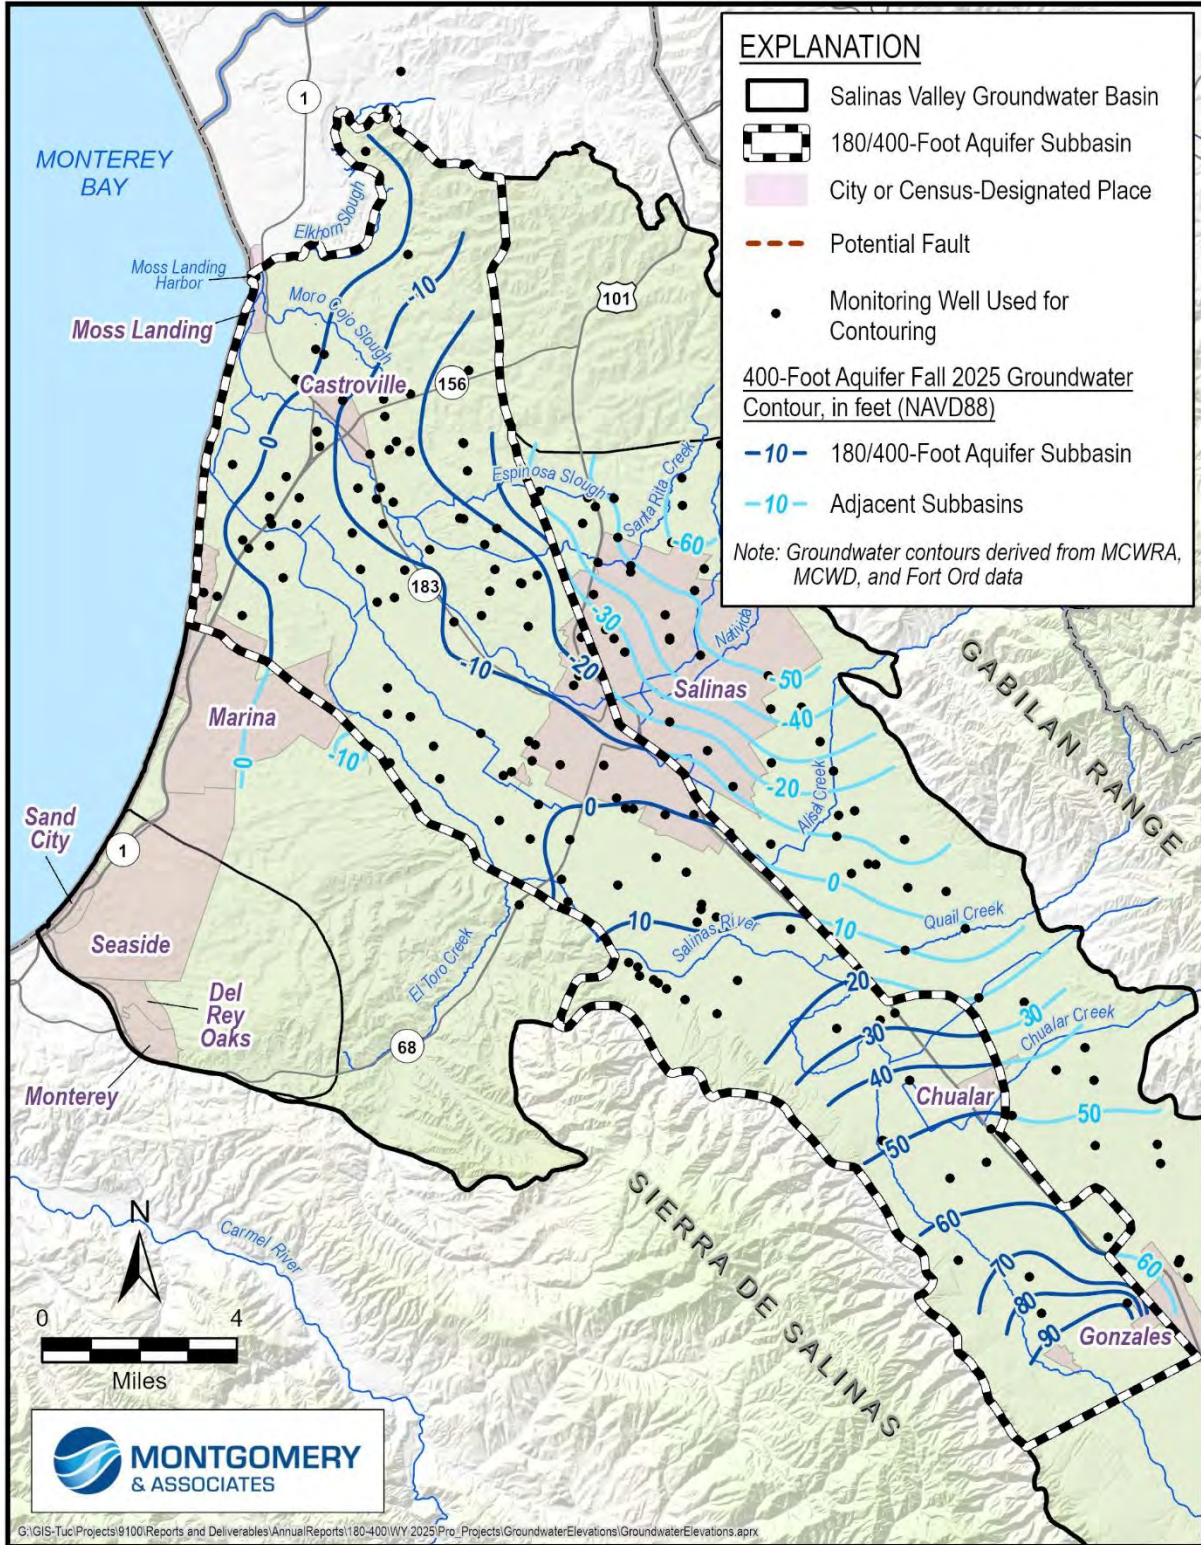 EXPLANATION
Salinas Valley Groundwater Basin
180/400-Foot Aquifer Subbasin
City or Census-Designated Place
Potential Fault
Monitoring Well Used for
Contouring
400-Foot Aquifer Fall 2025 Groundwater
Contour, in feet (NAVD88)
10
180/400-Foot Aquifer Subbasin
10
Adjacent Subbasins
Note: Groundwater contours derived from MCWRA,
MCWD, and Fort Ord data
1
MONTEREY
BAY
Elkhorn Slough
Moss Landing
Harbor
Moro Cojo Slough
-10
101
Moss Landing
Castroville
156
0
Espinosa Slough
Santa Rita Creek
-60
183
-30
Nativida
-10
-20
Salinas
-50
Marina
-40
0
-10
-20
0
Alisal Creek
GABILAN RANGE
Sand
City
1
0
Seaside
10
Salinas River
10
Quail Creek
El Toro Creek
20
Del
Rey
Oaks
30
30
Chualar Creek
68
40
Monterey
Chualar
50
50
SIERRA DE SALINAS
60
60
70
80
90
Gonzales
Carmel River
N
0
4
Miles
MONTGOMERY
& ASSOCIATES
G:\GIS-Tuc\Projects\9100\Reports and Deliverables\AnnualReports\180-400\WY 2025\Pro_Projects\GroundwaterElevations\GroundwaterElevations.aprx